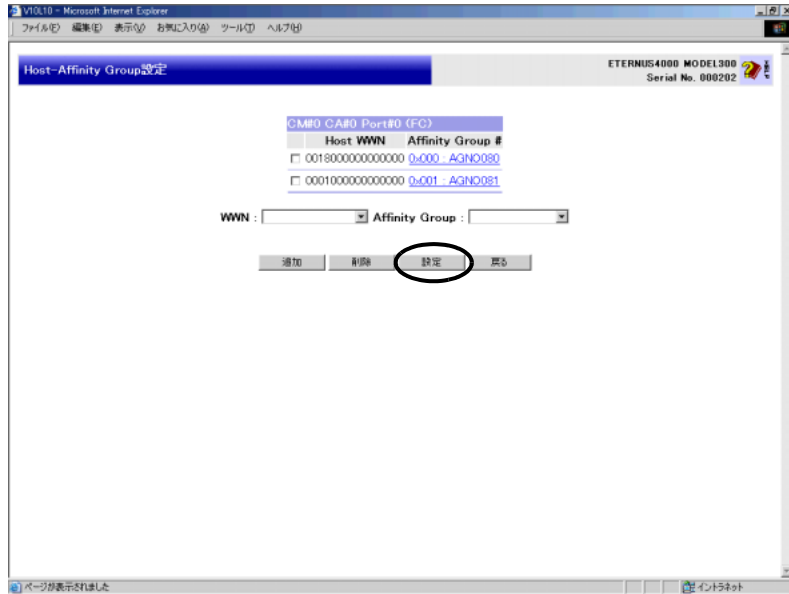 V10L10 - Microsoft Internet Explorer
ファイル(F) 編集(E) 表示(V) お気に入り(A) ツール(T) ヘルプ(H)
Host-Affinity Group設定
ETERNUS4000 MODEL300
Serial No. 000202
CM#0 CA#0 Port#0 (FC)
Host WWN Affinity Group #
0018000000000000 0x000 : AGNO080
0001000000000000 0x001 : AGNO081
WWN : Affinity Group :
追加 削除 設定 戻る
ページが表示されました
イントラネット